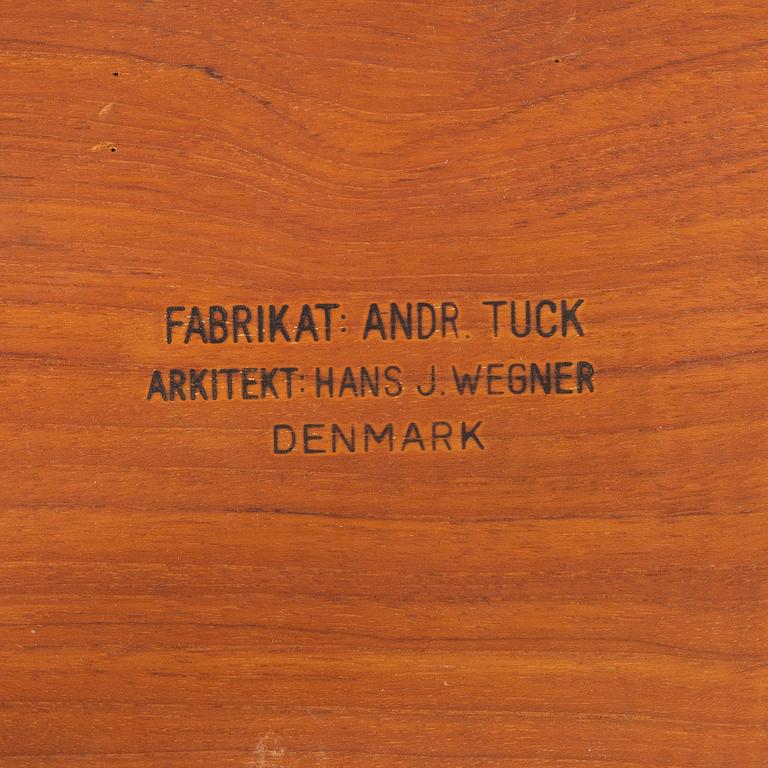 FABRIKAT: ANDR. TUCK
ARKITEKT: HANS J. WEGNER
DENMARK